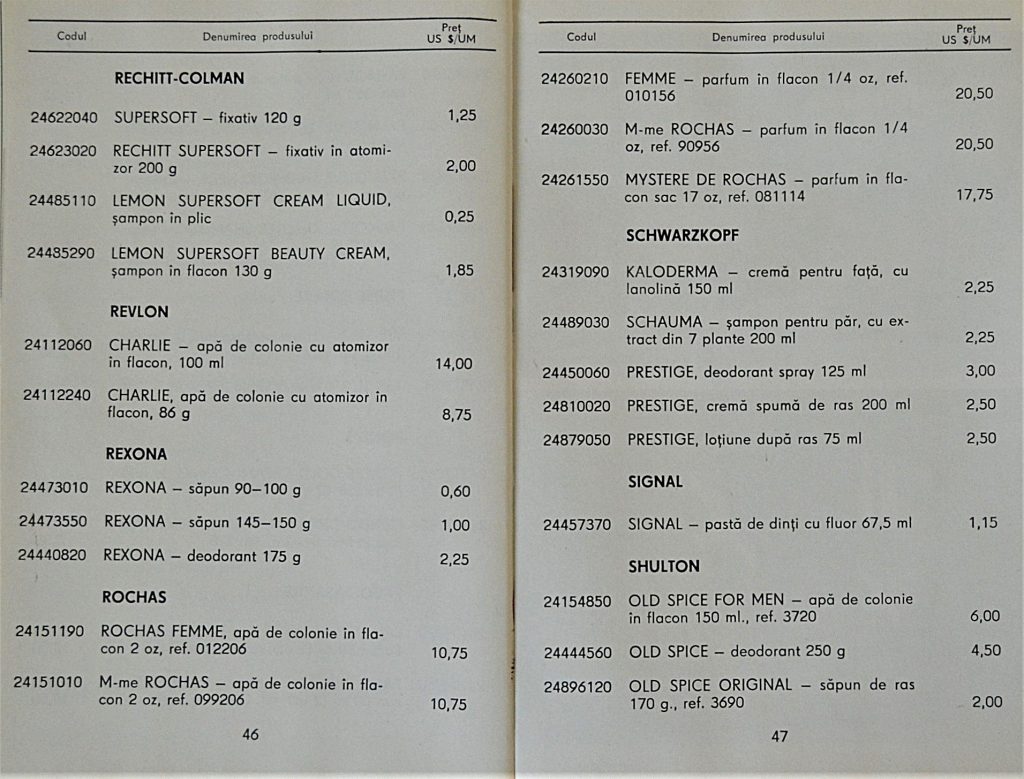 Codul Denumirea produsului Preț
US $/UM
RECHITT-COLMAN
24622040 SUPERSOFT – fixativ 120 g 1,25
24623020 RECHITT SUPERSOFT – fixativ în atomi-
zor 200 g 2,00
24485110 LEMON SUPERSOFT CREAM LIQUID,
șampon în plic 0,25
24485290 LEMON SUPERSOFT BEAUTY CREAM,
șampon în flacon 130 g 1,85
REVLON
24112060 CHARLIE – apă de colonie cu atomizor
în flacon, 100 ml 14,00
24112240 CHARLIE, apă de colonie cu atomizor în
flacon, 86 g 8,75
REXONA
24473010 REXONA – săpun 90–100 g 0,60
24473550 REXONA – săpun 145–150 g 1,00
24440820 REXONA – deodorant 175 g 2,25
ROCHAS
24151190 ROCHAS FEMME, apă de colonie în fla-
con 2 oz, ref. 012206 10,75
24151010 M-me ROCHAS – apă de colonie în fla-
con 2 oz, ref. 099206 10,75
46
Codul Denumirea produsului Preț
US $/UM
24260210 FEMME – parfum în flacon 1/4 oz, ref.
010156 20,50
24260030 M-me ROCHAS – parfum în flacon 1/4
oz, ref. 90956 20,50
24261550 MYSTERE DE ROCHAS – parfum în fla-
con sac 17 oz, ref. 081114 17,75
SCHWARZKOPF
24319090 KALODERMA – cremă pentru față, cu
lanolină 150 ml 2,25
24489030 SCHAUMA – șampon pentru păr, cu ex-
tract din 7 plante 200 ml 2,25
24450060 PRESTIGE, deodorant spray 125 ml 3,00
24810020 PRESTIGE, cremă spumă de ras 200 ml 2,50
24879050 PRESTIGE, loțiune după ras 75 ml 2,50
SIGNAL
24457370 SIGNAL – pastă de dinți cu fluor 67,5 ml 1,15
SHULTON
24154850 OLD SPICE FOR MEN – apă de colonie
în flacon 150 ml., ref. 3720 6,00
24444560 OLD SPICE – deodorant 250 g 4,50
24896120 OLD SPICE ORIGINAL – săpun de ras
170 g., ref. 3690 2,00
47